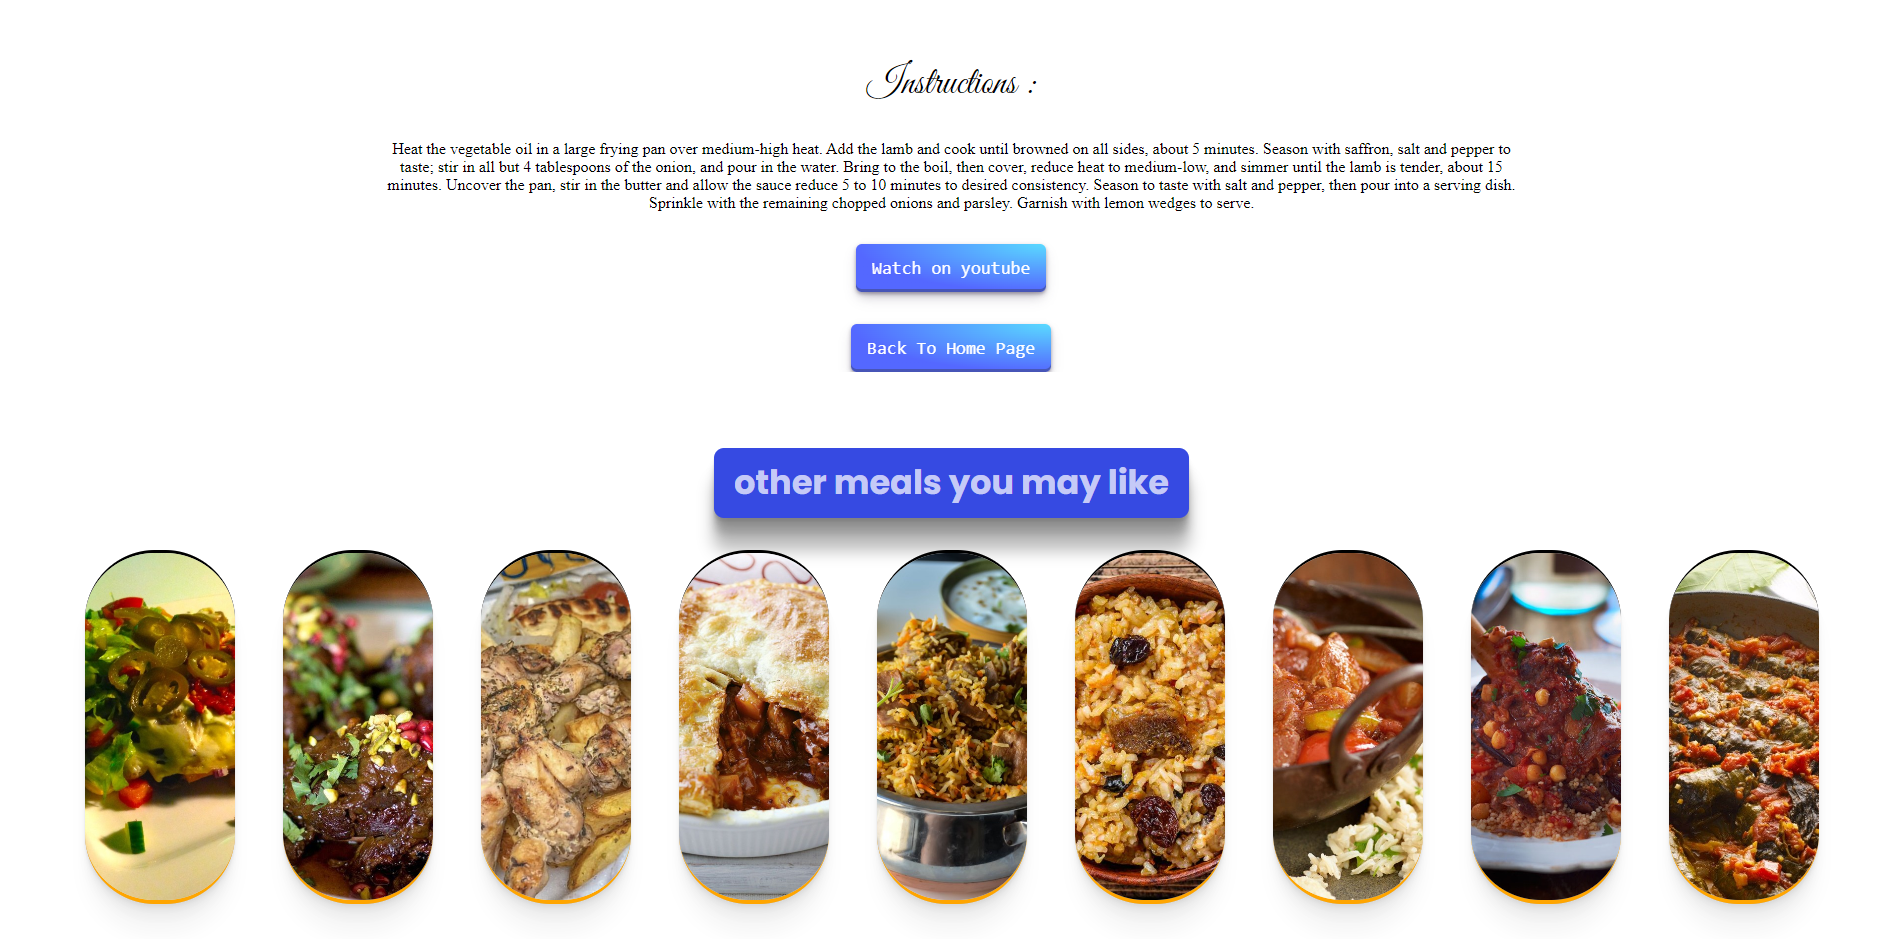 Instructions :
Heat the vegetable oil in a large frying pan over medium-high heat. Add the lamb and cook until browned on all sides, about 5 minutes. Season with saffron, salt and pepper to
taste; stir in all but 4 tablespoons of the onion, and pour in the water. Bring to the boil, then cover, reduce heat to medium-low, and simmer until the lamb is tender, about 15
minutes. Uncover the pan, stir in the butter and allow the sauce reduce 5 to 10 minutes to desired consistency. Season to taste with salt and pepper, then pour into a serving dish.
Sprinkle with the remaining chopped onions and parsley. Garnish with lemon wedges to serve.
Watch on youtube
Back To Home Page
other meals you may like